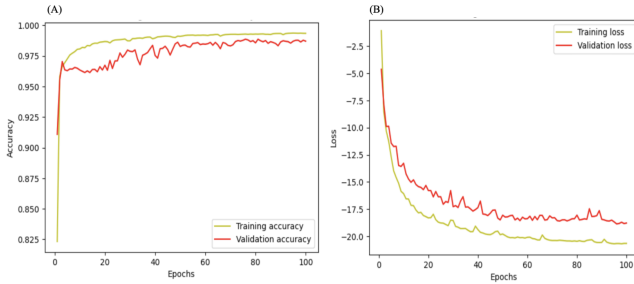 (A)
1.000
0.975
0.950
0.925
0.900
0.875
0.850
0.825
0
20
40
60
80
100
Epochs
Accuracy
Training accuracy
Validation accuracy
(B)
−2.5
−5.0
−7.5
−10.0
−12.5
−15.0
−17.5
−20.0
0
20
40
60
80
100
Epochs
Loss
Training loss
Validation loss